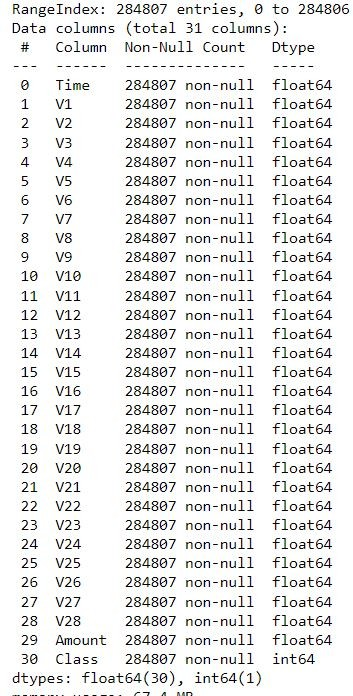 RangeIndex: 284807 entries, 0 to 284806
Data columns (total 31 columns):
 #   Column  Non-Null Count   Dtype
---  ------  --------------   -----
 0   Time    284807 non-null  float64
 1   V1      284807 non-null  float64
 2   V2      284807 non-null  float64
 3   V3      284807 non-null  float64
 4   V4      284807 non-null  float64
 5   V5      284807 non-null  float64
 6   V6      284807 non-null  float64
 7   V7      284807 non-null  float64
 8   V8      284807 non-null  float64
 9   V9      284807 non-null  float64
 10  V10     284807 non-null  float64
 11  V11     284807 non-null  float64
 12  V12     284807 non-null  float64
 13  V13     284807 non-null  float64
 14  V14     284807 non-null  float64
 15  V15     284807 non-null  float64
 16  V16     284807 non-null  float64
 17  V17     284807 non-null  float64
 18  V18     284807 non-null  float64
 19  V19     284807 non-null  float64
 20  V20     284807 non-null  float64
 21  V21     284807 non-null  float64
 22  V22     284807 non-null  float64
 23  V23     284807 non-null  float64
 24  V24     284807 non-null  float64
 25  V25     284807 non-null  float64
 26  V26     284807 non-null  float64
 27  V27     284807 non-null  float64
 28  V28     284807 non-null  float64
 29  Amount  284807 non-null  float64
 30  Class   284807 non-null  int64
dtypes: float64(30), int64(1)
memory usage: 67.4 MB